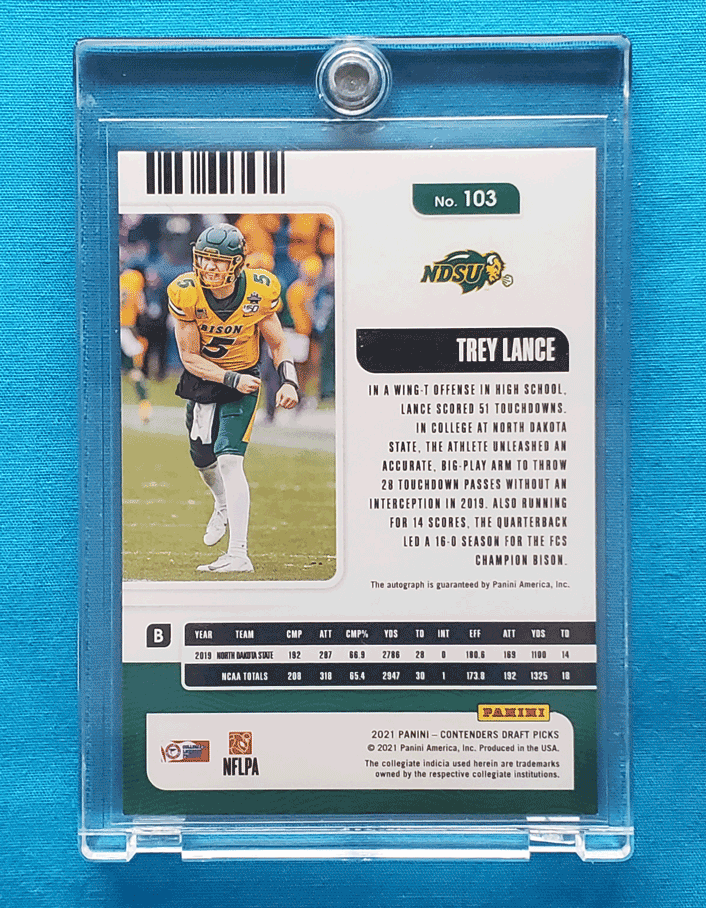 No. 103
NDSU
5
5
150
BISON
5
TREY LANCE
IN A WING-T OFFENSE IN HIGH SCHOOL,
LANCE SCORED 51 TOUCHDOWNS.
IN COLLEGE AT NORTH DAKOTA
STATE, THE ATHLETE UNLEASHED AN
ACCURATE, BIG-PLAY ARM TO THROW
28 TOUCHDOWN PASSES WITHOUT AN
INTERCEPTION IN 2019. ALSO RUNNING
FOR 14 SCORES, THE QUARTERBACK
LED A 16-0 SEASON FOR THE FCS
CHAMPION BISON.
The autograph is guaranteed by Panini America, Inc.
B
YEAR TEAM CMP ATT CMP% YDS TD INT EFF ATT YDS TD
2019 NORTH DAKOTA STATE 192 287 66.9 2786 28 0 180.6 169 1100 14
NCAA TOTALS 208 318 65.4 2947 30 1 173.8 192 1325 18
PANINI
2021 PANINI – CONTENDERS DRAFT PICKS
© 2021 Panini America, Inc. Produced in the USA.
The collegiate indicia used herein are trademarks
owned by the respective collegiate institutions.
NFLPA